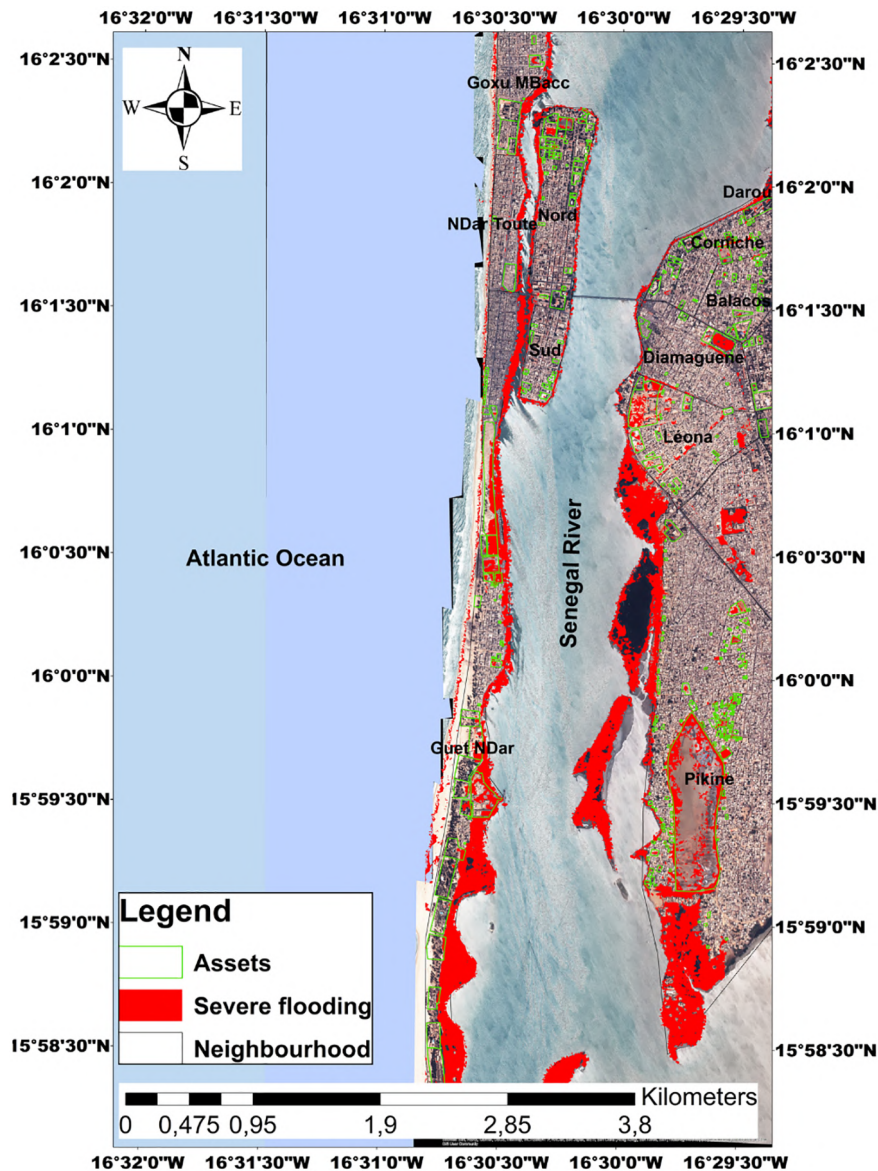 16°32'0"W 16°31'30"W 16°31'0"W 16°30'30"W 16°30'0"W 16°29'30"W
16°2'30"N 16°2'30"N
N
W E
S
Goxu MBacc
16°2'0"N 16°2'0"N
Darou
NDar Toute
Nord
Corniche
Balacos
16°1'30"N 16°1'30"N
Sud
Diamaguene
16°1'0"N 16°1'0"N
Léona
Atlantic Ocean
Senegal River
16°0'30"N 16°0'30"N
16°0'0"N 16°0'0"N
Guet NDar
Pikine
15°59'30"N 15°59'30"N
15°59'0"N 15°59'0"N
Legend
Assets
Severe flooding
Neighbourhood
15°58'30"N 15°58'30"N
Kilometers
0 0,475 0,95 1,9 2,85 3,8
16°32'0"W 16°31'30"W 16°31'0"W 16°30'30"W 16°30'0"W 16°29'30"W